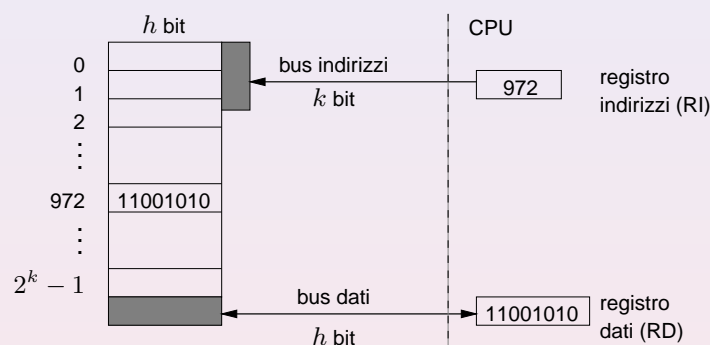 h bit
CPU
0
1
2
⋮
972
11001010
⋮
2^k − 1
bus indirizzi
k bit
972
registro
indirizzi (RI)
bus dati
h bit
11001010
registro
dati (RD)